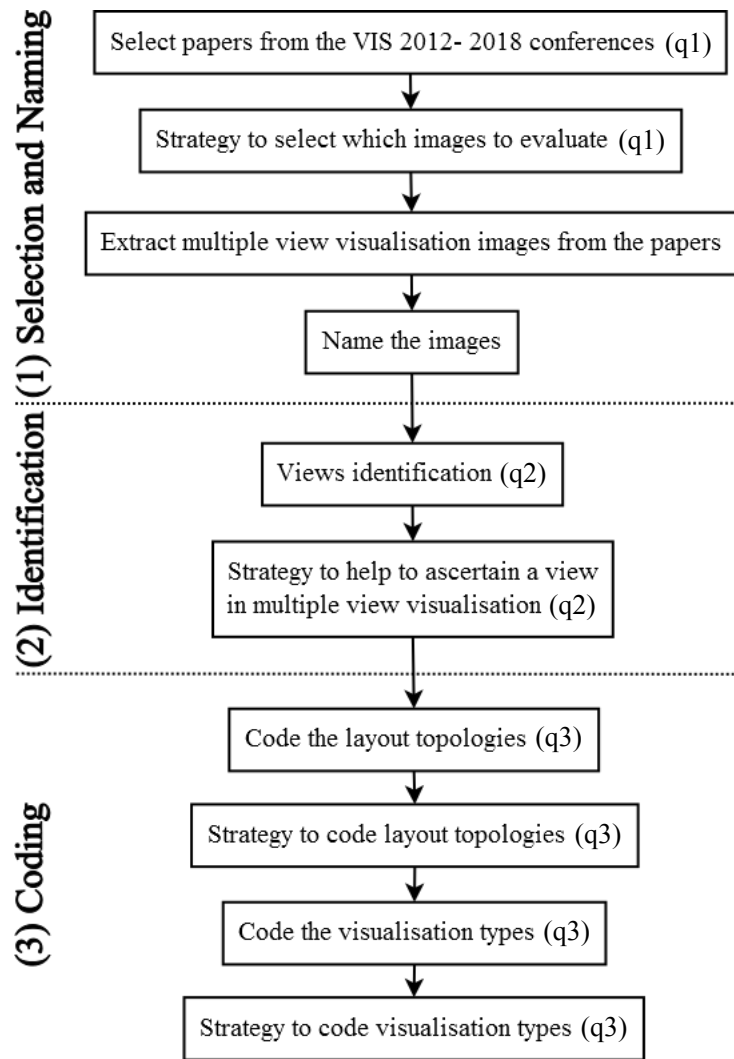 (1) Selection and Naming
Select papers from the VIS 2012- 2018 conferences (q1)
Strategy to select which images to evaluate (q1)
Extract multiple view visualisation images from the papers
Name the images
(2) Identification
Views identification (q2)
Strategy to help to ascertain a view
in multiple view visualisation (q2)
(3) Coding
Code the layout topologies (q3)
Strategy to code layout topologies (q3)
Code the visualisation types (q3)
Strategy to code visualisation types (q3)